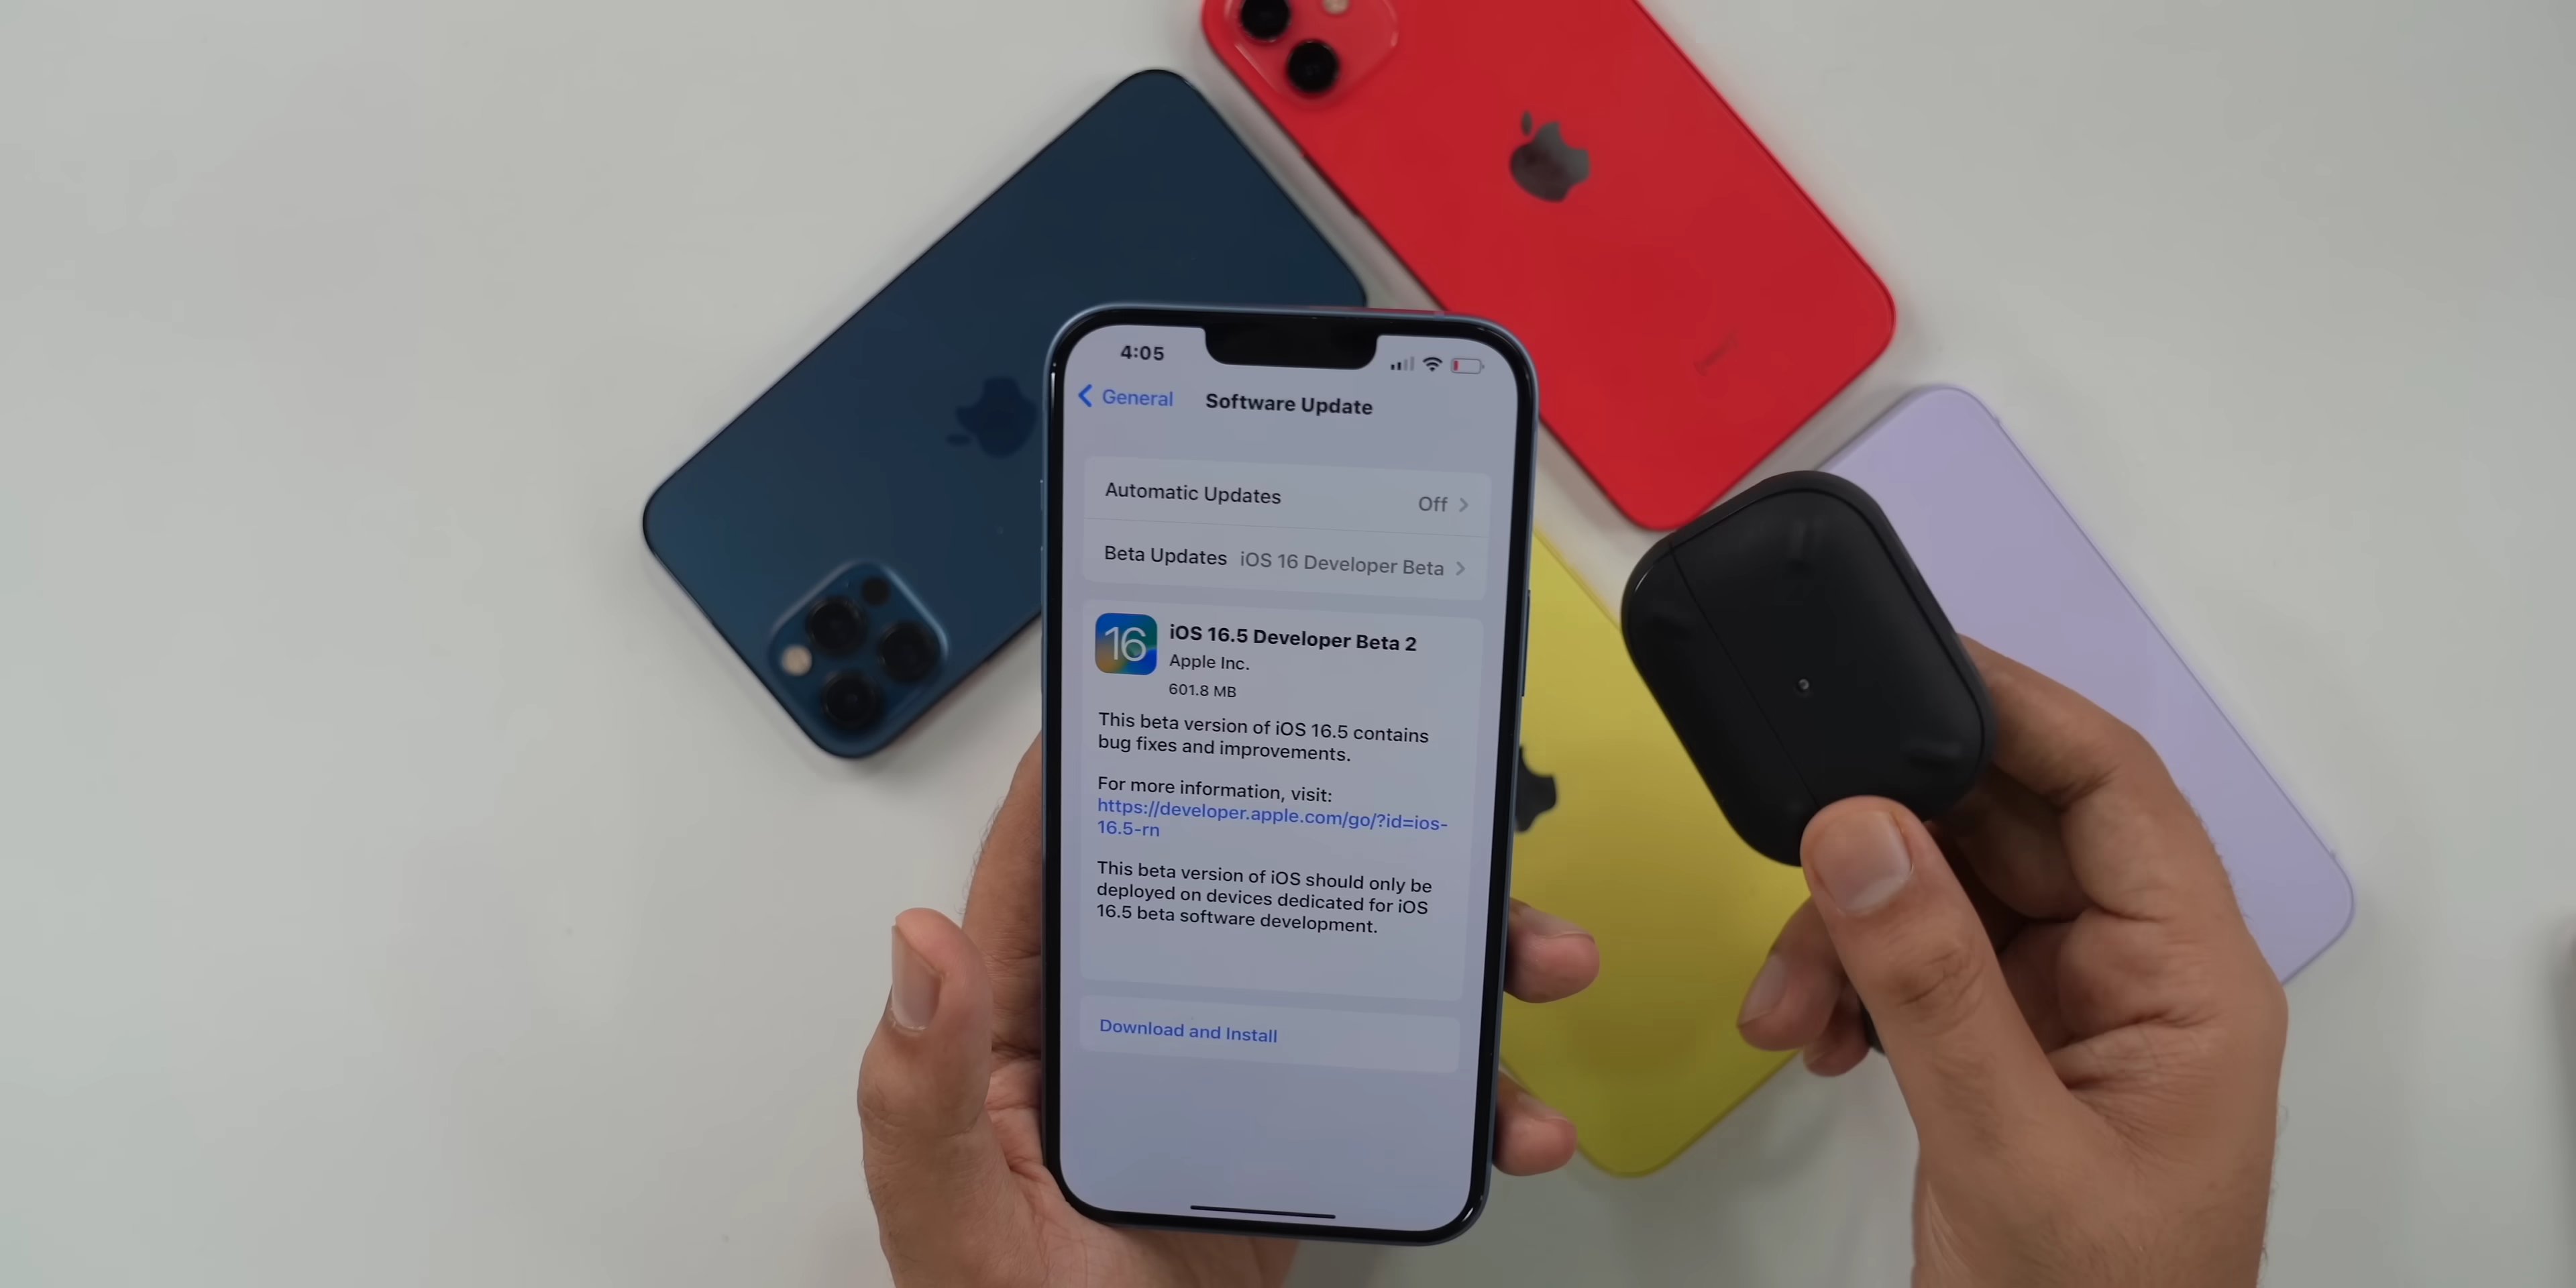 4:05
General Software Update
Automatic Updates Off
Beta Updates iOS 16 Developer Beta
16
iOS 16.5 Developer Beta 2
Apple Inc.
601.8 MB
This beta version of iOS 16.5 contains
bug fixes and improvements.
For more information, visit:
https://developer.apple.com/go/?id=ios-
16.5-rn
This beta version of iOS should only be
deployed on devices dedicated for iOS
16.5 beta software development.
Download and Install